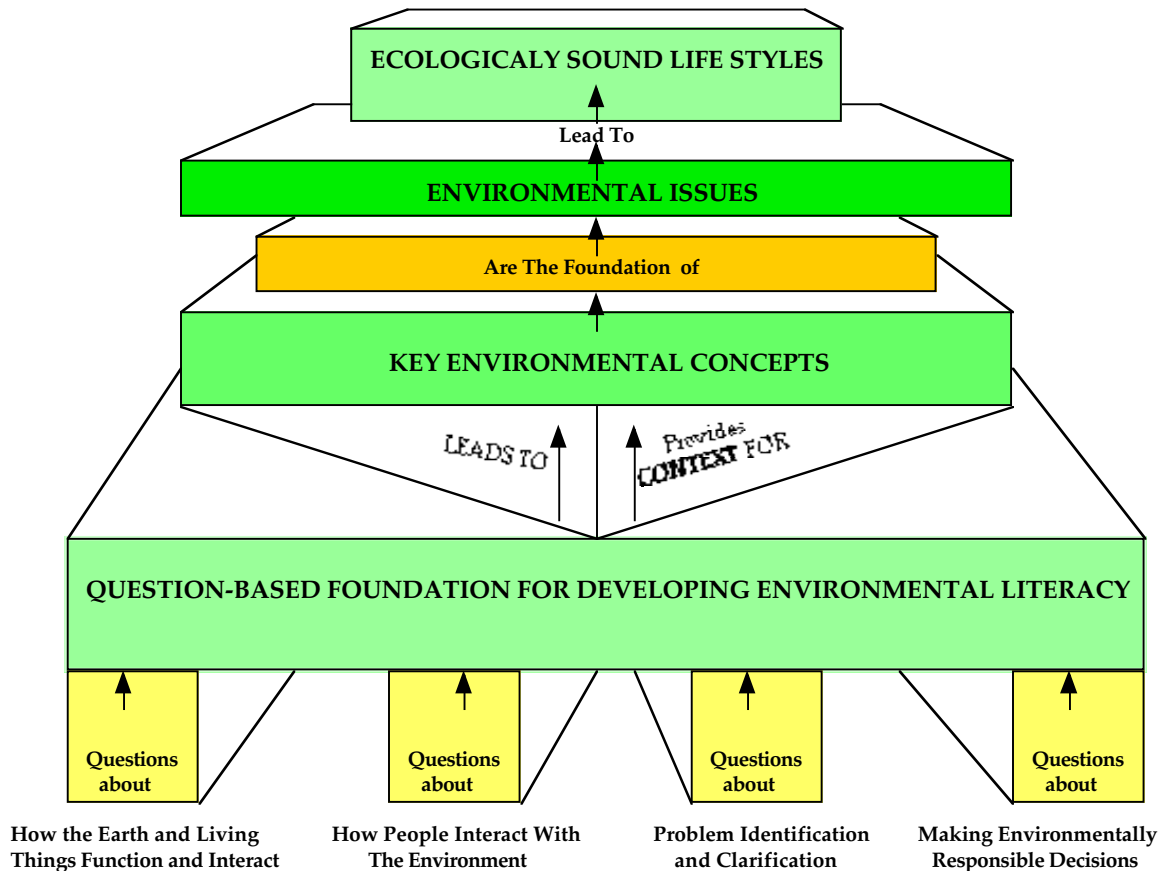 ECOLOGICALY SOUND LIFE STYLES
Lead To
ENVIRONMENTAL ISSUES
Are The Foundation of
KEY ENVIRONMENTAL CONCEPTS
LEADS TO
Provides
CONTEXT FOR
QUESTION-BASED FOUNDATION FOR DEVELOPING ENVIRONMENTAL LITERACY
Questions
about
Questions
about
Questions
about
Questions
about
How the Earth and Living
Things Function and Interact
How People Interact With
The Environment
Problem Identification
and Clarification
Making Environmentally
Responsible Decisions